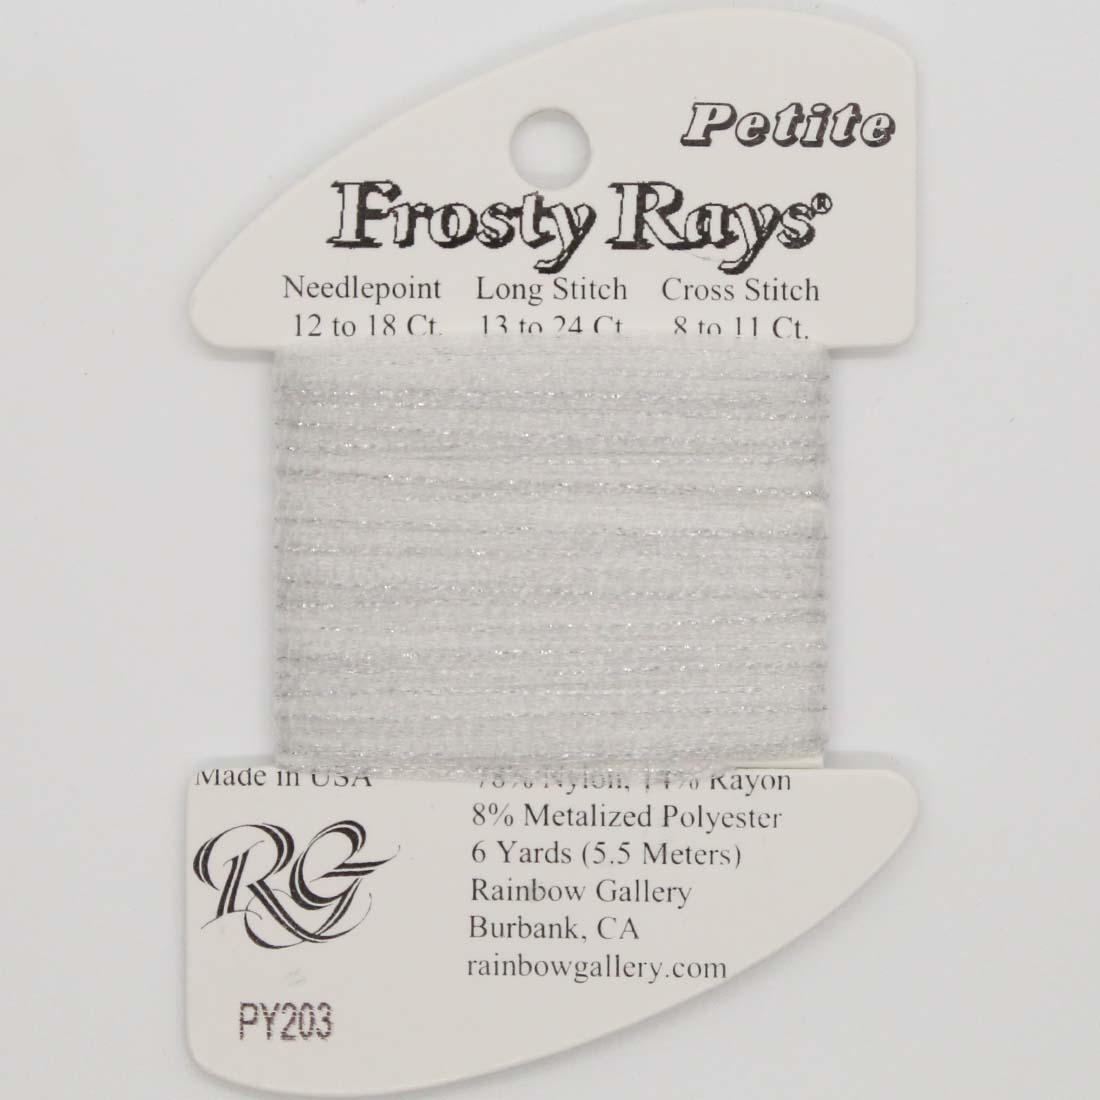 Petite
Frosty Rays®
Needlepoint Long Stitch Cross Stitch
12 to 18 Ct. 13 to 24 Ct. 8 to 11 Ct.
Made in USA
78% Nylon, 14% Rayon
8% Metalized Polyester
6 Yards (5.5 Meters)
Rainbow Gallery
Burbank, CA
rainbowgallery.com
RG
PY203